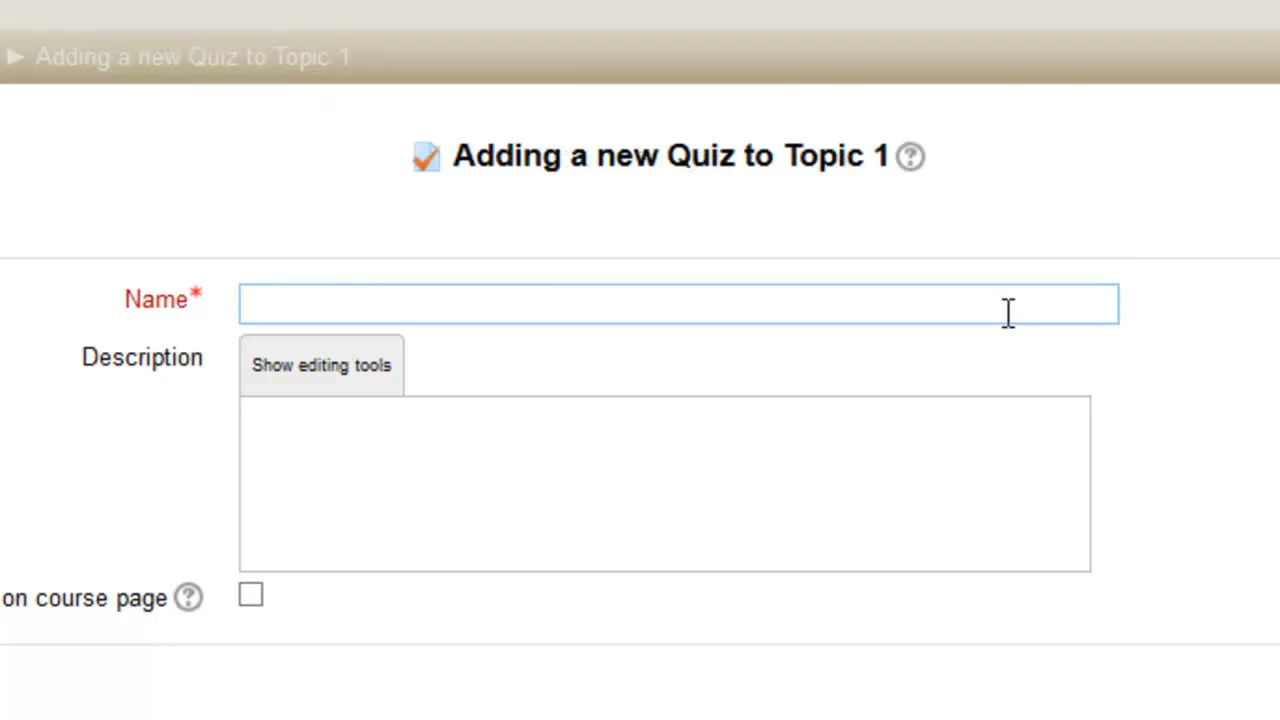 ► Adding a new Quiz to Topic 1
Adding a new Quiz to Topic 1
Name*
Description
Show editing tools
on course page